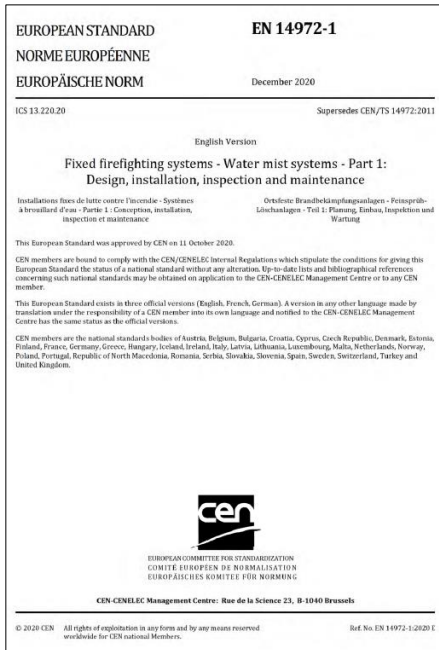 EUROPEAN STANDARD
NORME EUROPÉENNE
EUROPÄISCHE NORM
EN 14972-1
December 2020
ICS 13.220.20
Supersedes CEN/TS 14972:2011
English Version
Fixed firefighting systems - Water mist systems - Part 1:
Design, installation, inspection and maintenance
Installations fixes de lutte contre l'incendie - Systèmes
à brouillard d'eau - Partie 1 : Conception, installation,
inspection et maintenance
Ortsfeste Brandbekämpfungsanlagen - Feinsprüh-
Löschanlagen - Teil 1: Planung, Einbau, Inspektion und
Wartung
This European Standard was approved by CEN on 11 October 2020.
CEN members are bound to comply with the CEN/CENELEC Internal Regulations which stipulate the conditions for giving this
European Standard the status of a national standard without any alteration. Up-to-date lists and bibliographical references
concerning such national standards may be obtained on application to the CEN-CENELEC Management Centre or to any CEN
member.
This European Standard exists in three official versions (English, French, German). A version in any other language made by
translation under the responsibility of a CEN member into its own language and notified to the CEN-CENELEC Management
Centre has the same status as the official versions.
CEN members are the national standards bodies of Austria, Belgium, Bulgaria, Croatia, Cyprus, Czech Republic, Denmark, Estonia,
Finland, France, Germany, Greece, Hungary, Iceland, Ireland, Italy, Latvia, Lithuania, Luxembourg, Malta, Netherlands, Norway,
Poland, Portugal, Republic of North Macedonia, Romania, Serbia, Slovakia, Slovenia, Spain, Sweden, Switzerland, Turkey and
United Kingdom.
cen
EUROPEAN COMMITTEE FOR STANDARDIZATION
COMITÉ EUROPÉEN DE NORMALISATION
EUROPÄISCHES KOMITEE FÜR NORMUNG
CEN-CENELEC Management Centre: Rue de la Science 23, B-1040 Brussels
© 2020 CEN All rights of exploitation in any form and by any means reserved
worldwide for CEN national Members.
Ref. No. EN 14972-1:2020 E